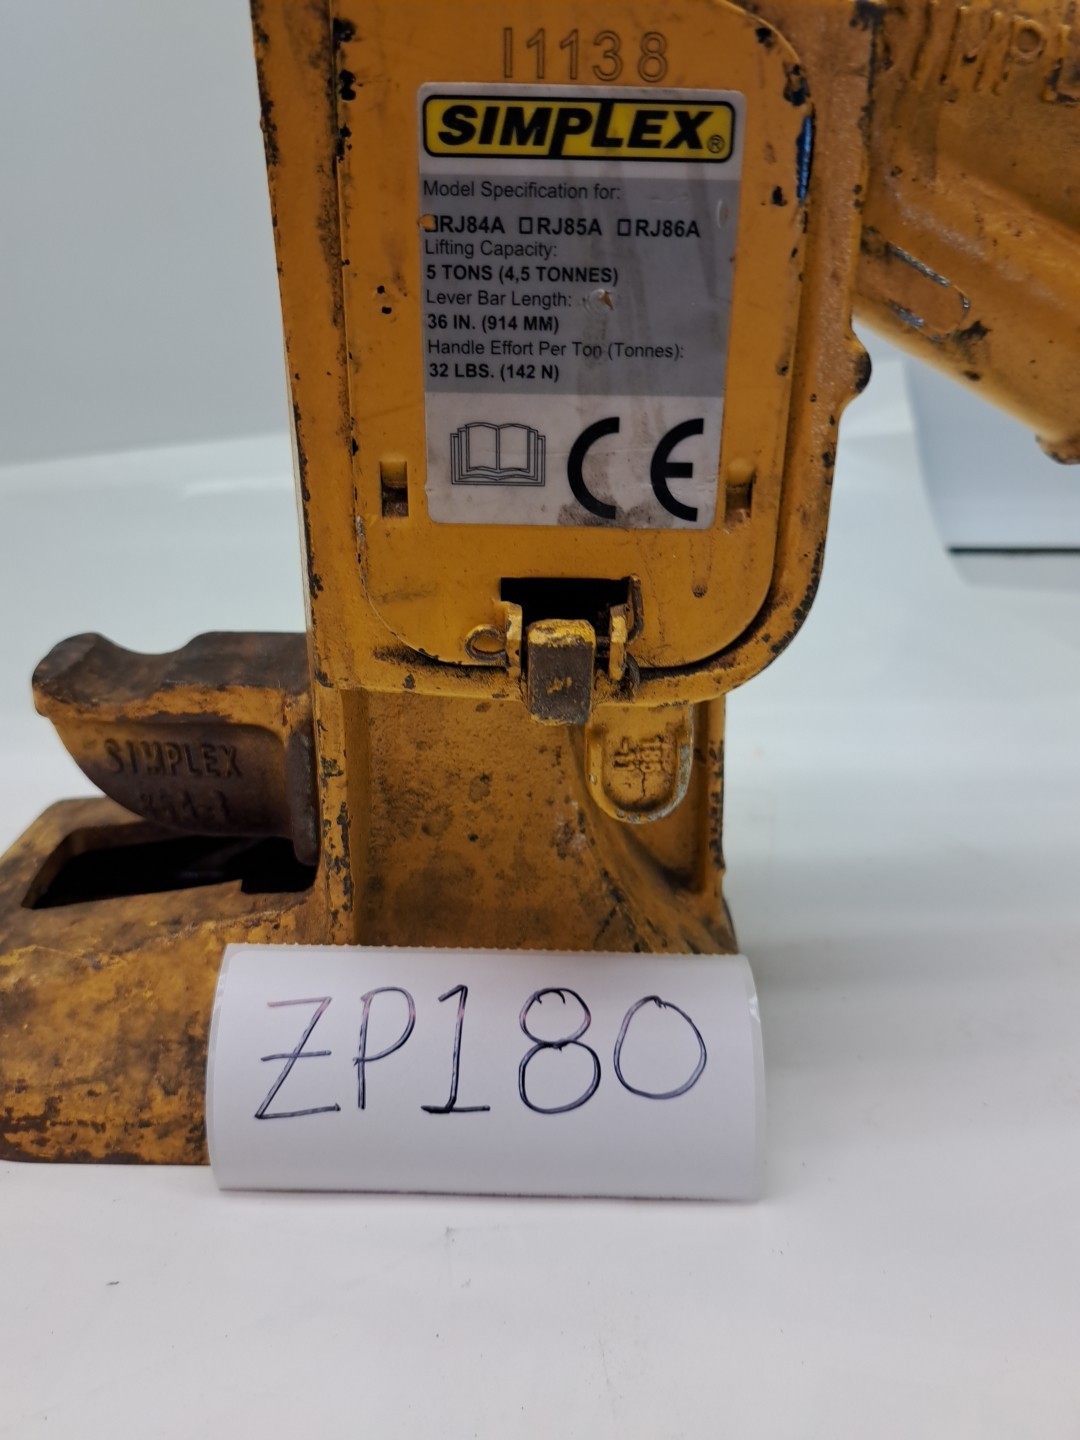 I1138
SIMPL
SIMPLEX®
Model Specification for:
☐RJ84A ☐RJ85A ☐RJ86A
Lifting Capacity:
5 TONS (4,5 TONNES)
Lever Bar Length:
36 IN. (914 MM)
Handle Effort Per Ton (Tonnes):
32 LBS. (142 N)
CE
SIMPLEX
ZP180